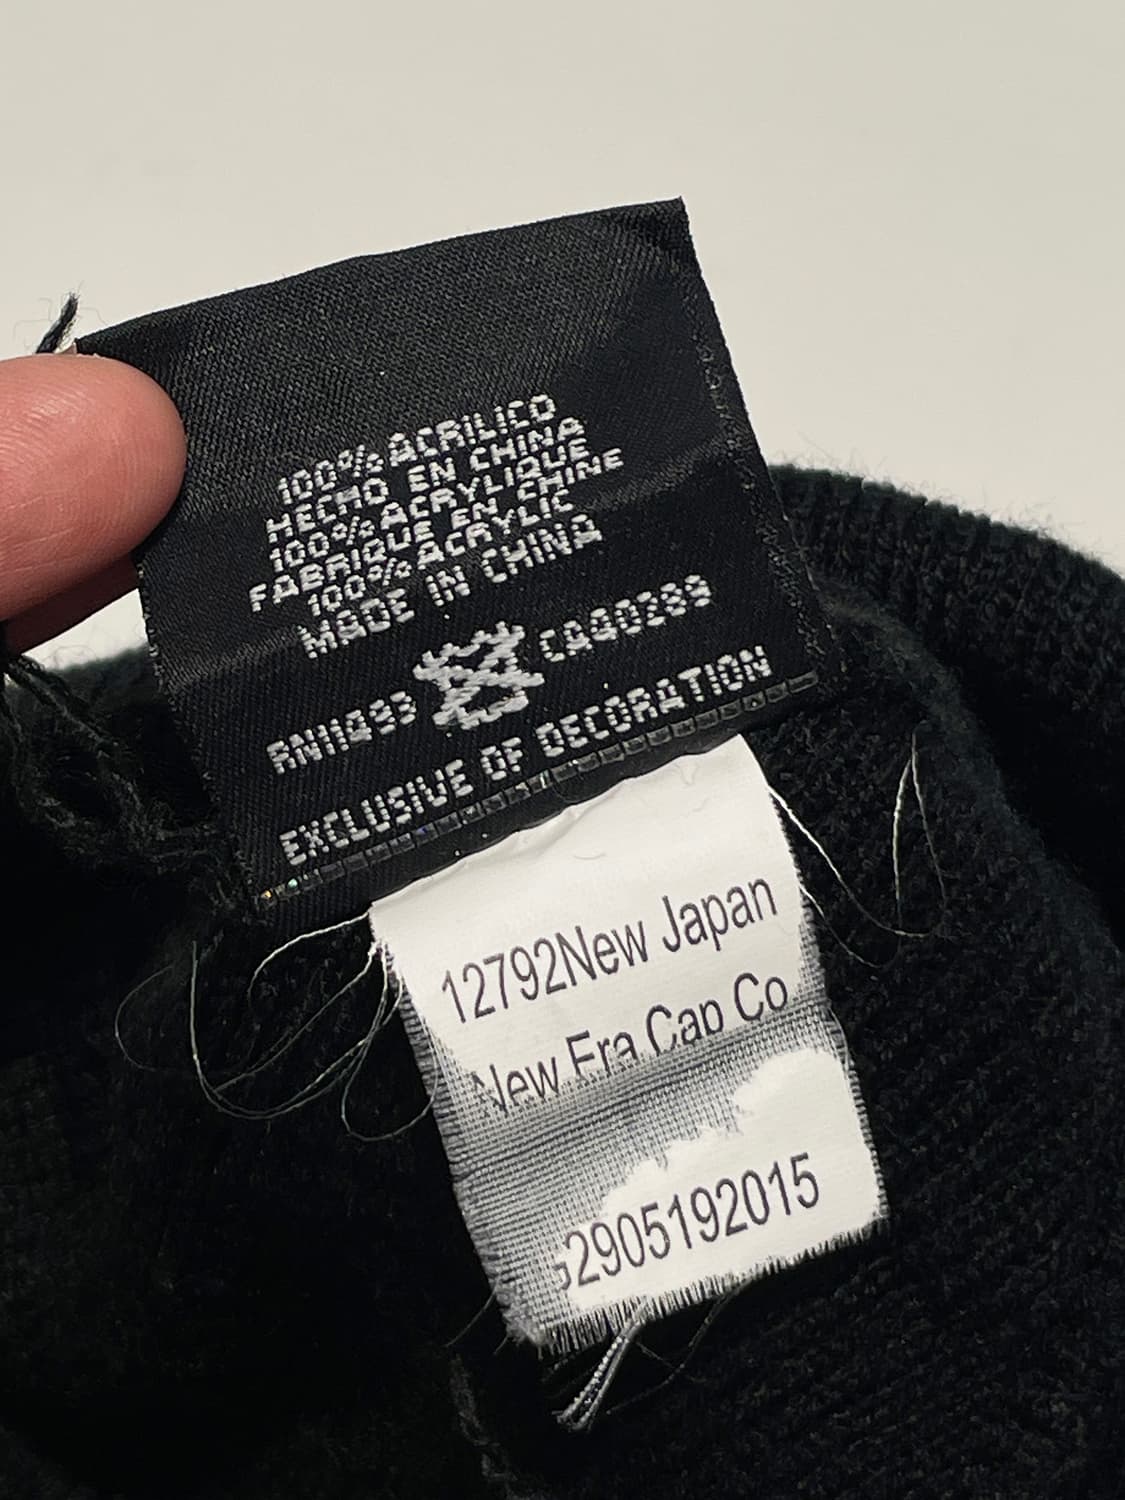 100% ACRILICO
HECHO EN CHINA
100% ACRYLIQUE
FABRIQUE EN CHINE
100% ACRYLIC
MADE IN CHINA
RN11493 CA40289
EXCLUSIVE OF DECORATION
12792New Japan
New Era Cap Co
2905192015